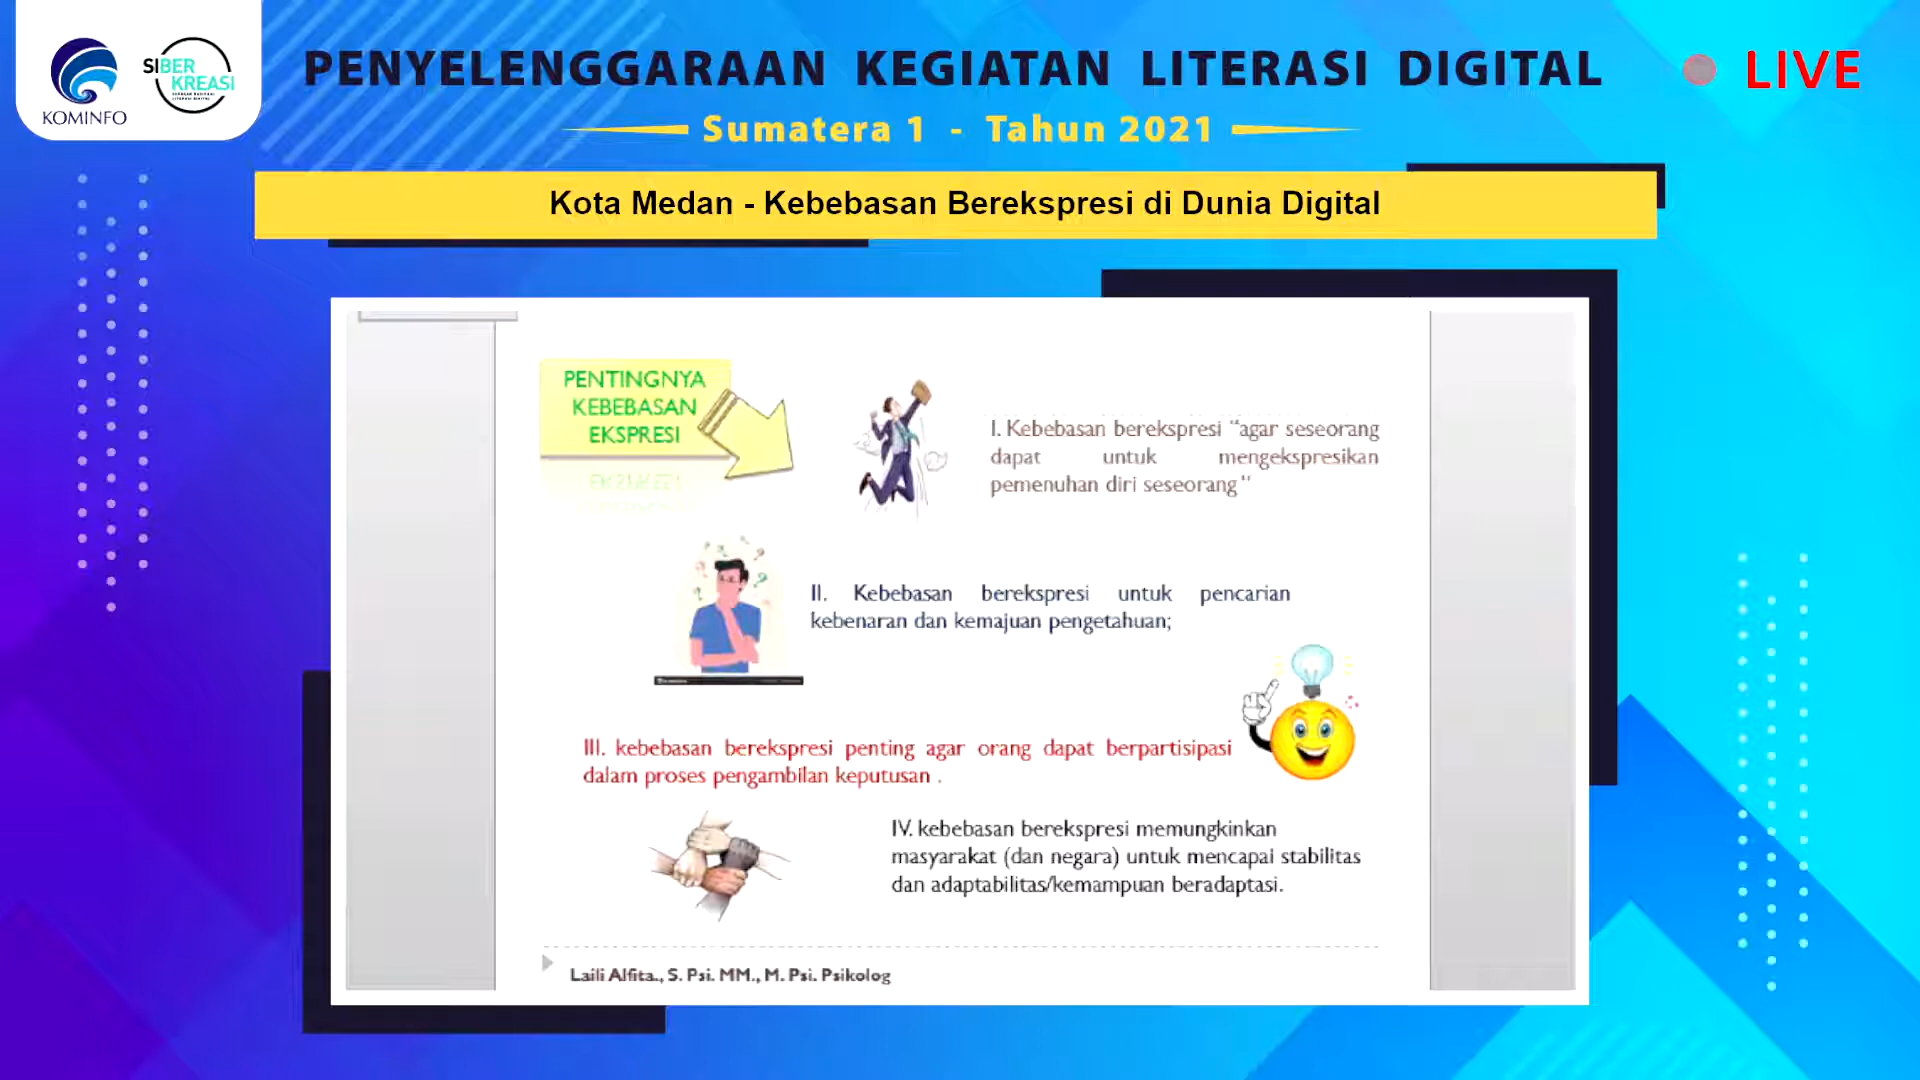 KOMINFO
SIBER
KREASI
PENYELENGGARAAN KEGIATAN LITERASI DIGITAL
LIVE
Sumatera 1 - Tahun 2021
Kota Medan - Kebebasan Berekspresi di Dunia Digital
PENTINGNYA
KEBEBASAN
EKSPRESI
I. Kebebasan berekspresi “agar seseorang
dapat untuk mengekspresikan
pemenuhan diri seseorang“
II. Kebebasan berekspresi untuk pencarian
kebenaran dan kemajuan pengetahuan;
III. kebebasan berekspresi penting agar orang dapat berpartisipasi
dalam proses pengambilan keputusan .
IV. kebebasan berekspresi memungkinkan
masyarakat (dan negara) untuk mencapai stabilitas
dan adaptabilitas/kemampuan beradaptasi.
Laili Alfita., S. Psi. MM., M. Psi. Psikolog